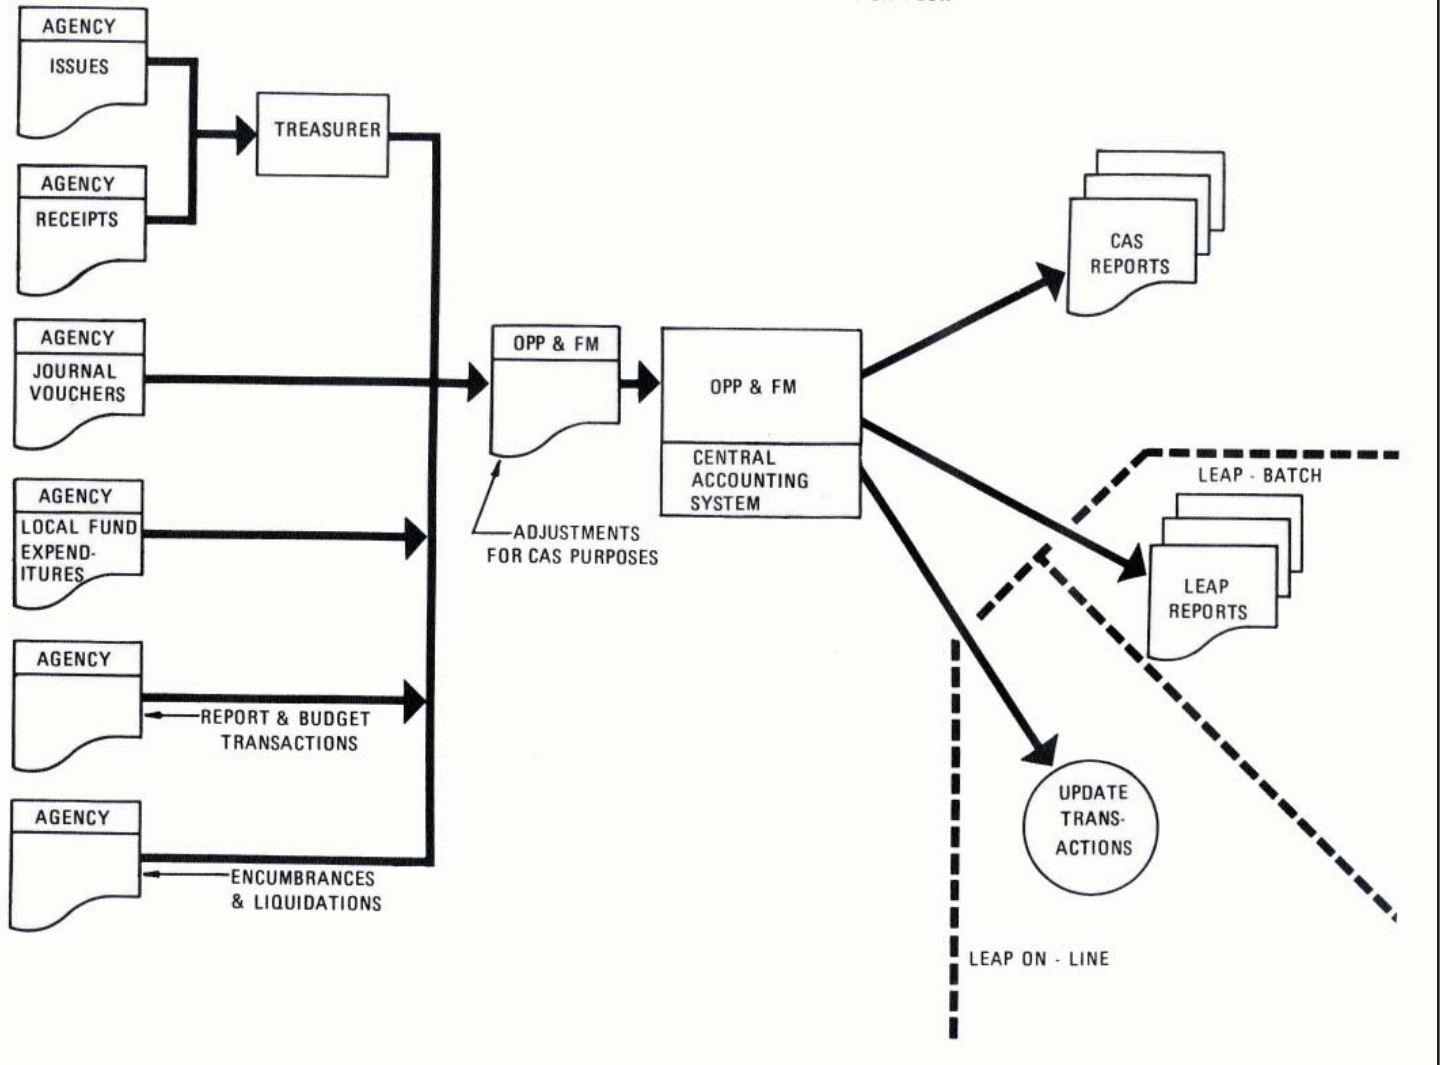 AGENCY
ISSUES
TREASURER
AGENCY
RECEIPTS
AGENCY
JOURNAL
VOUCHERS
AGENCY
LOCAL FUND
EXPEND-
ITURES
AGENCY
REPORT & BUDGET
TRANSACTIONS
AGENCY
ENCUMBRANCES
& LIQUIDATIONS
OPP & FM
ADJUSTMENTS
FOR CAS PURPOSES
OPP & FM
CENTRAL
ACCOUNTING
SYSTEM
CAS
REPORTS
LEAP - BATCH
LEAP
REPORTS
UPDATE
TRANS-
ACTIONS
LEAP ON - LINE